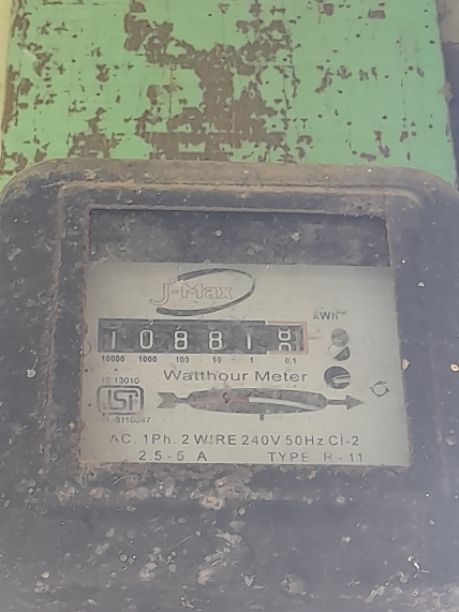 J-Max
KWH
10881
10000 1000 100 10 1 0.1
Watthour Meter
IS 13010
ISI
AC. 1Ph. 2 WIRE 240V 50Hz Cl-2
2.5-5 A TYPE R-11